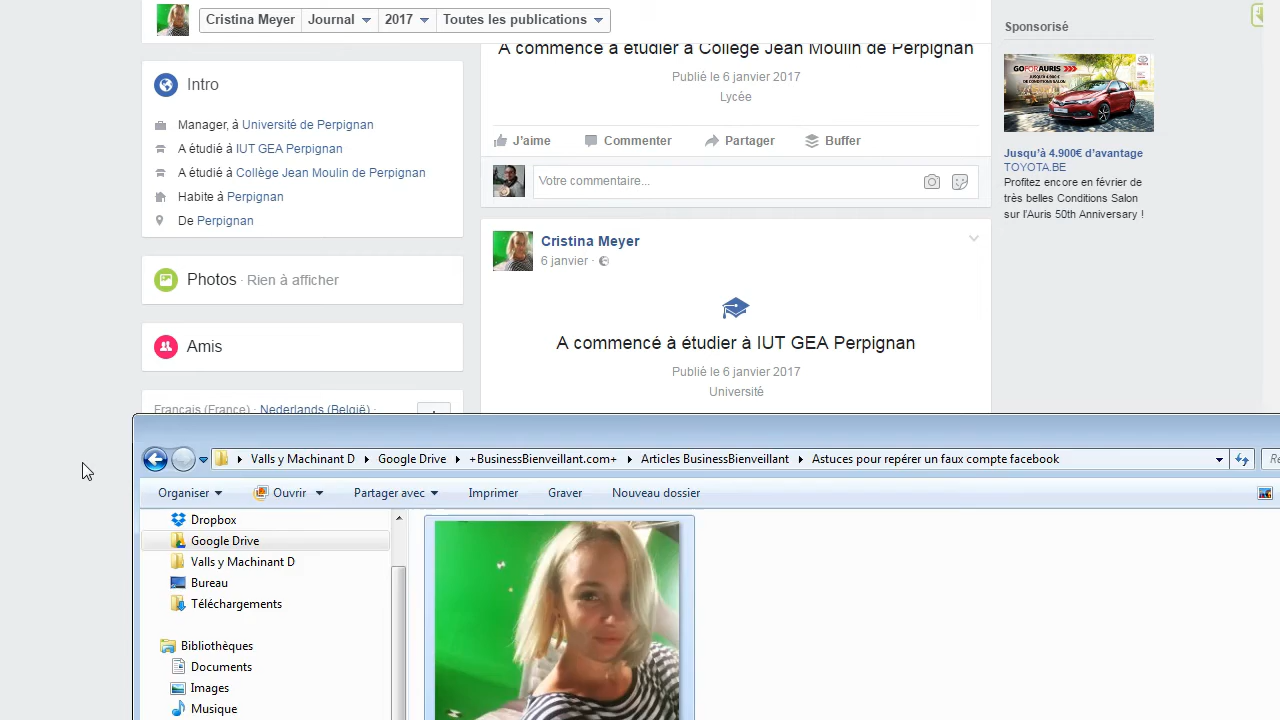 Cristina Meyer
Journal
2017
Toutes les publications
A commencé à étudier à Collège Jean Moulin de Perpignan
Publié le 6 janvier 2017
Lycée
J’aime
Commenter
Partager
Buffer
Votre commentaire...
Intro
Manager, à Université de Perpignan
A étudié à IUT GEA Perpignan
A étudié à Collège Jean Moulin de Perpignan
Habite à Perpignan
De Perpignan
Photos · Rien à afficher
Amis
Français (France) · Nederlands (België) ·
Cristina Meyer
6 janvier ·
A commencé à étudier à IUT GEA Perpignan
Publié le 6 janvier 2017
Université
Sponsorisé
GO FOR AURIS
Jusqu’à 4.900€ d’avantage
TOYOTA.BE
Profitez encore en février de
très belles Conditions Salon
sur l’Auris 50th Anniversary !
Valls y Machinant D
Google Drive
+BusinessBienveillant.com+
Articles BusinessBienveillant
Astuces pour repérer un faux compte facebook
Organiser
Ouvrir
Partager avec
Imprimer
Graver
Nouveau dossier
Dropbox
Google Drive
Valls y Machinant D
Bureau
Téléchargements
Bibliothèques
Documents
Images
Musique